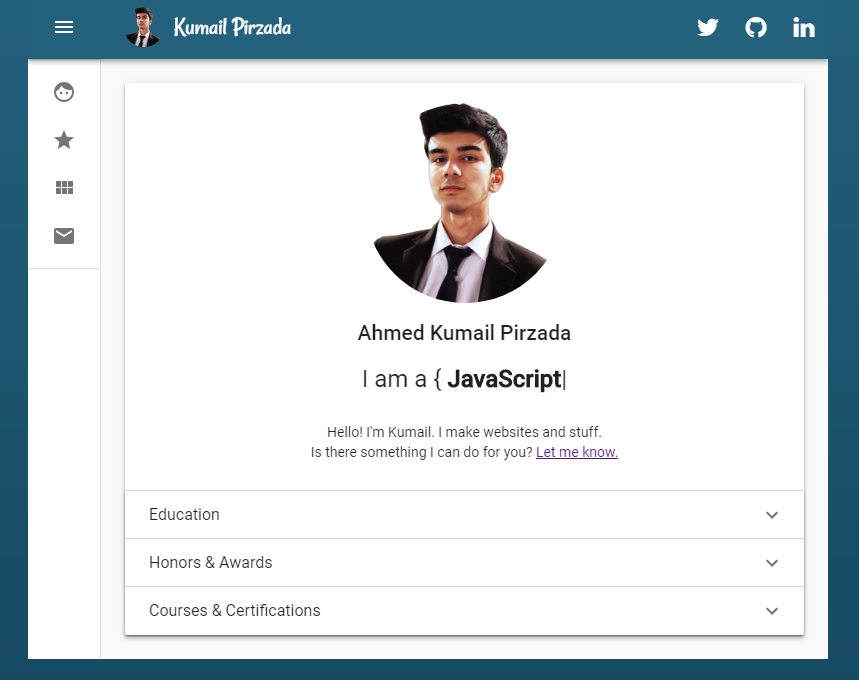 Kumail Pirzada
Ahmed Kumail Pirzada
I am a { JavaScript|
Hello! I'm Kumail. I make websites and stuff.
Is there something I can do for you? Let me know.
Education
Honors & Awards
Courses & Certifications